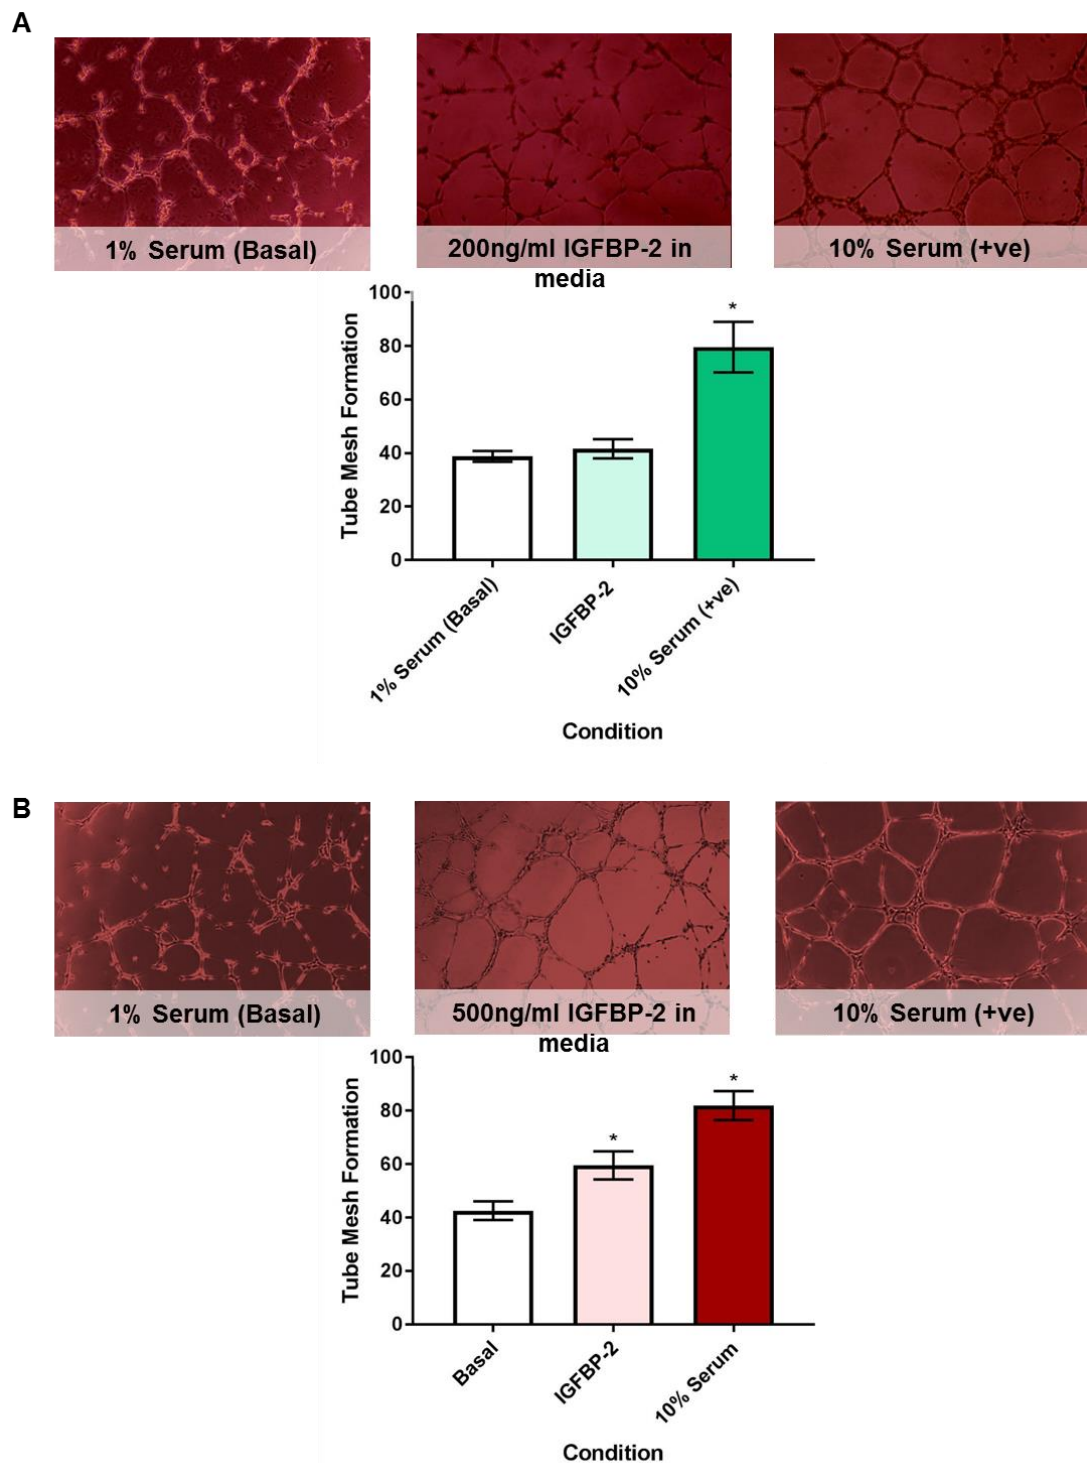 A
1% Serum (Basal)
200ng/ml IGFBP-2 in
media
10% Serum (+ve)
100
80
60
40
20
0
Tube Mesh Formation
*
1% Serum (Basal)
IGFBP-2
10% Serum (+ve)
Condition
B
1% Serum (Basal)
500ng/ml IGFBP-2 in
media
10% Serum (+ve)
100
80
60
40
20
0
Tube Mesh Formation
*
*
Basal
IGFBP-2
10% Serum
Condition